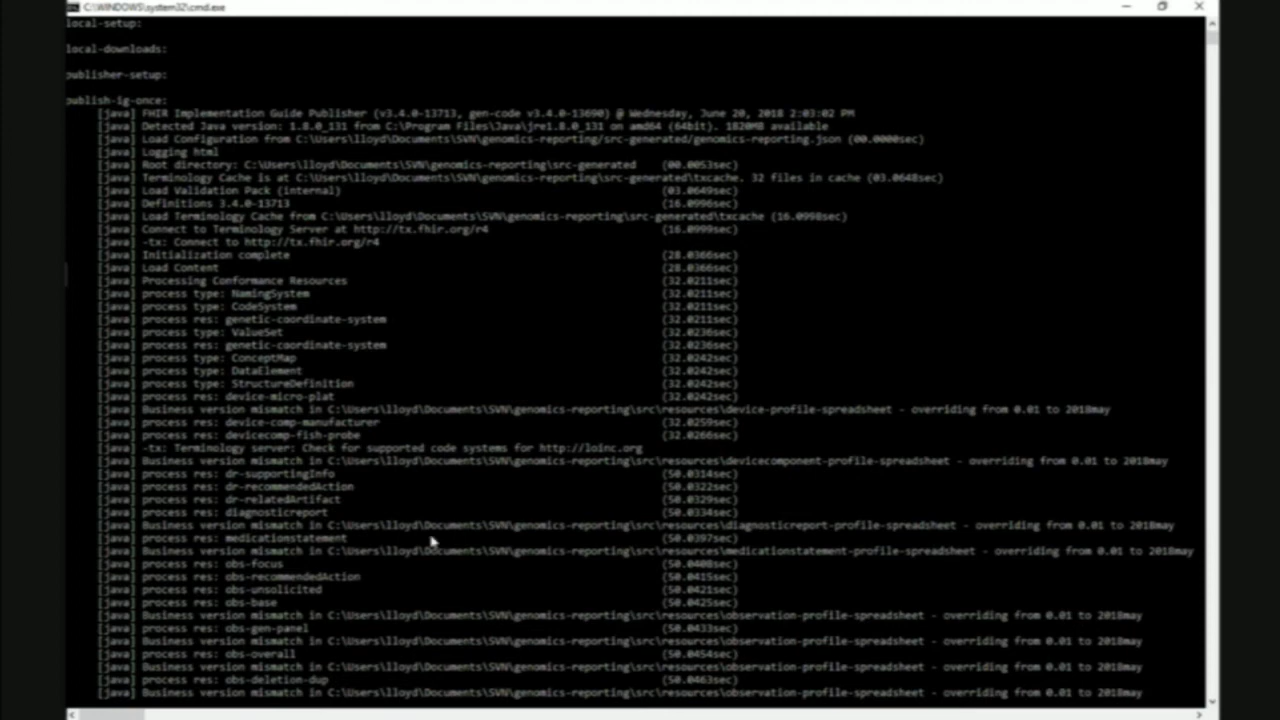 C:\WINDOWS\system32\cmd.exe
local-setup:
local-downloads:
publisher-setup:
publish-ig-once:
[java] FHIR Implementation Guide Publisher (v3.4.0-13713, gen-code v3.4.0-13690) @ Wednesday, June 20, 2018 2:03:02 PM
[java] Detected Java version: 1.8.0_131 from C:\Program Files\Java\jre1.8.0_131 on amd64 (64bit). 1820MB available
[java] Load Configuration from C:\Users\lloyd\Documents\SVN\genomics-reporting/src-generated/genomics-reporting.json (00.0000sec)
[java] Logging html
[java] Root directory: C:\Users\lloyd\Documents\SVN\genomics-reporting\src-generated (00.0053sec)
[java] Terminology Cache is at C:\Users\lloyd\Documents\SVN\genomics-reporting\src-generated\txcache. 32 files in cache (03.0648sec)
[java] Load Validation Pack (internal) (03.0649sec)
[java] Definitions 3.4.0-13713 (16.0996sec)
[java] Load Terminology Cache from C:\Users\lloyd\Documents\SVN\genomics-reporting\src-generated\txcache (16.0998sec)
[java] Connect to Terminology Server at http://tx.fhir.org/r4 (16.0999sec)
[java] -tx: Connect to http://tx.fhir.org/r4
[java] Initialization complete (28.0366sec)
[java] Load Content (28.0366sec)
[java] Processing Conformance Resources (32.0211sec)
[java] process type: NamingSystem (32.0211sec)
[java] process type: CodeSystem (32.0211sec)
[java] process res: genetic-coordinate-system (32.0211sec)
[java] process type: ValueSet (32.0236sec)
[java] process res: genetic-coordinate-system (32.0236sec)
[java] process type: ConceptMap (32.0242sec)
[java] process type: DataElement (32.0242sec)
[java] process type: StructureDefinition (32.0242sec)
[java] process res: device-micro-plat (32.0242sec)
[java] Business version mismatch in C:\Users\lloyd\Documents\SVN\genomics-reporting\src\resources\device-profile-spreadsheet - overriding from 0.01 to 2018may
[java] process res: device-comp-manufacturer (32.0259sec)
[java] process res: devicecomp-fish-probe (32.0266sec)
[java] -tx: Terminology server: Check for supported code systems for http://loinc.org
[java] Business version mismatch in C:\Users\lloyd\Documents\SVN\genomics-reporting\src\resources\devicecomponent-profile-spreadsheet - overriding from 0.01 to 2018may
[java] process res: dr-supportingInfo (50.0314sec)
[java] process res: dr-recommendedAction (50.0322sec)
[java] process res: dr-relatedArtifact (50.0329sec)
[java] process res: diagnosticreport (50.0334sec)
[java] Business version mismatch in C:\Users\lloyd\Documents\SVN\genomics-reporting\src\resources\diagnosticreport-profile-spreadsheet - overriding from 0.01 to 2018may
[java] process res: medicationstatement (50.0397sec)
[java] Business version mismatch in C:\Users\lloyd\Documents\SVN\genomics-reporting\src\resources\medicationstatement-profile-spreadsheet - overriding from 0.01 to 2018may
[java] process res: obs-focus (50.0408sec)
[java] process res: obs-recommendedAction (50.0415sec)
[java] process res: obs-unsolicited (50.0421sec)
[java] process res: obs-base (50.0425sec)
[java] Business version mismatch in C:\Users\lloyd\Documents\SVN\genomics-reporting\src\resources\observation-profile-spreadsheet - overriding from 0.01 to 2018may
[java] process res: obs-gen-panel (50.0433sec)
[java] Business version mismatch in C:\Users\lloyd\Documents\SVN\genomics-reporting\src\resources\observation-profile-spreadsheet - overriding from 0.01 to 2018may
[java] process res: obs-overall (50.0454sec)
[java] Business version mismatch in C:\Users\lloyd\Documents\SVN\genomics-reporting\src\resources\observation-profile-spreadsheet - overriding from 0.01 to 2018may
[java] process res: obs-deletion-dup (50.0463sec)
[java] Business version mismatch in C:\Users\lloyd\Documents\SVN\genomics-reporting\src\resources\observation-profile-spreadsheet - overriding from 0.01 to 2018may